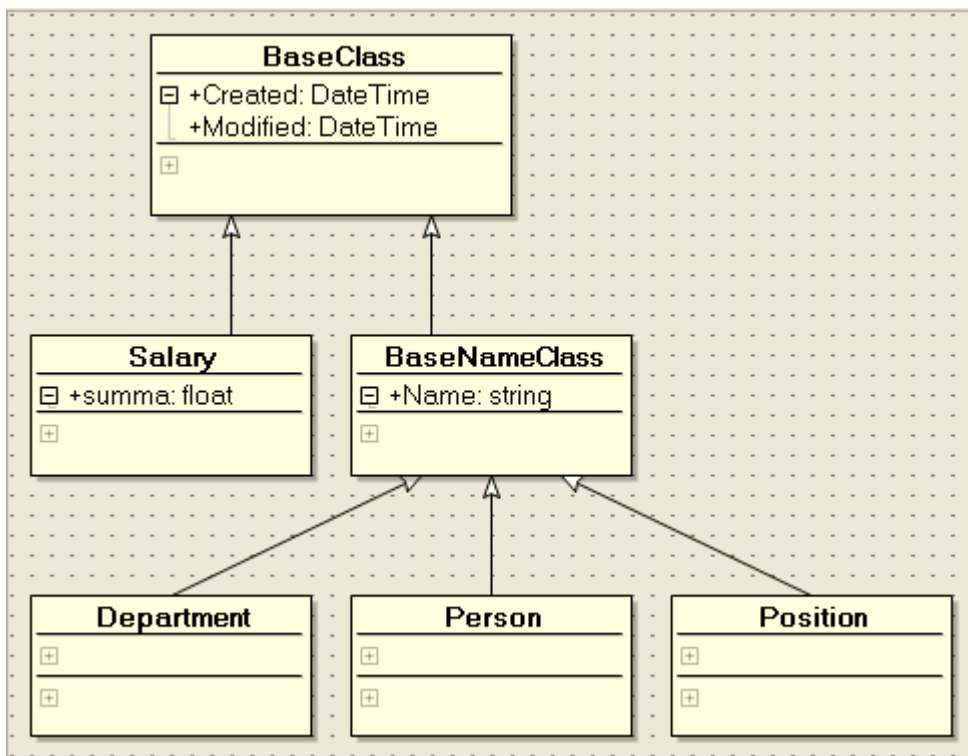 BaseClass
+Created: DateTime
+Modified: DateTime
Salary
+summa: float
BaseNameClass
+Name: string
Department
Person
Position